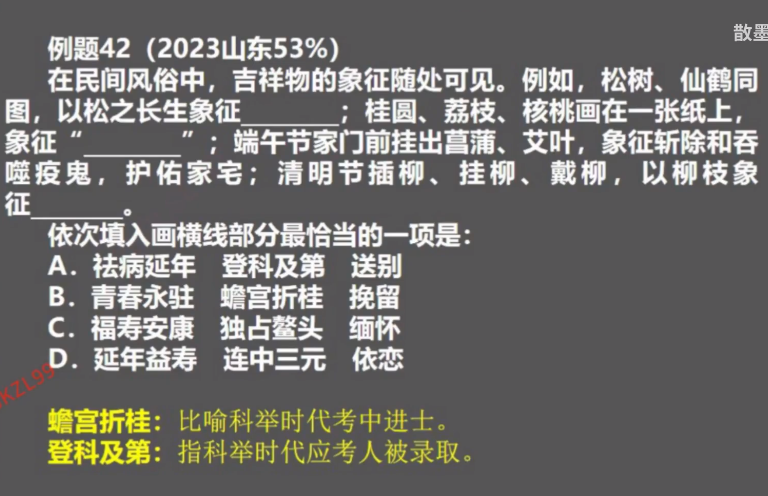 散墨
例题42（2023山东53%）
在民间风俗中，吉祥物的象征随处可见。例如，松树、仙鹤同
图，以松之长生象征________；桂圆、荔枝、核桃画在一张纸上，
象征“________”；端午节家门前挂出菖蒲、艾叶，象征斩除和吞
噬疫鬼，护佑家宅；清明节插柳、挂柳、戴柳，以柳枝象
征________。
依次填入画横线部分最恰当的一项是：
A．祛病延年　登科及第　送别
B．青春永驻　蟾宫折桂　挽留
C．福寿安康　独占鳌头　缅怀
D．延年益寿　连中三元　依恋
蟾宫折桂：比喻科举时代考中进士。
登科及第：指科举时代应考人被录取。